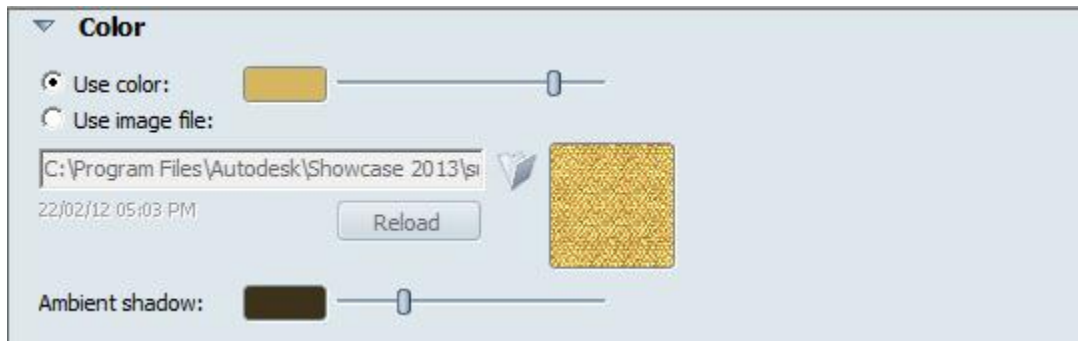 Color
Use color:
Use image file:
C:\Program Files\Autodesk\Showcase 2013\s
22/02/12 05:03 PM
Reload
Ambient shadow: